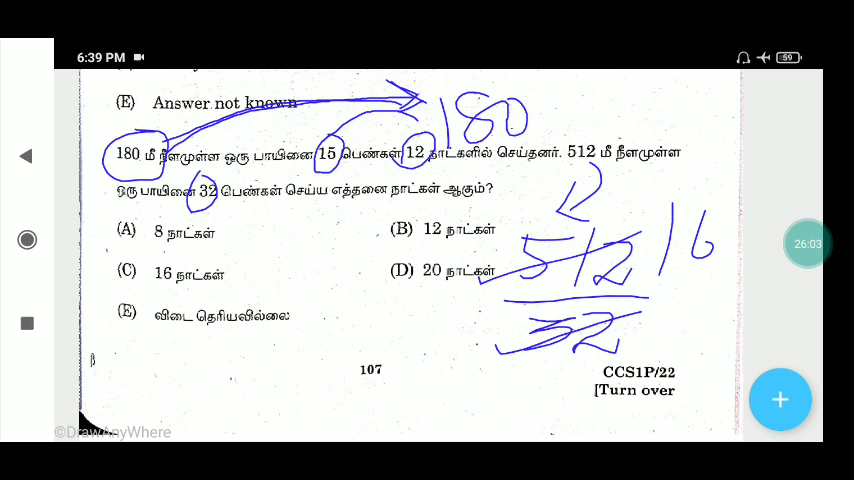 6:39 PM
59
(E) Answer not known
180
180 மீ நீளமுள்ள ஒரு பாயினை 15 பெண்கள் 12 நாட்களில் செய்தனர். 512 மீ நீளமுள்ள
ஒரு பாயினை 32 பெண்கள் செய்ய எத்தனை நாட்கள் ஆகும்?
(A) 8 நாட்கள்
(B) 12 நாட்கள்
(C) 16 நாட்கள்
(D) 20 நாட்கள்
(E) விடை தெரியவில்லை
512
16
32
26:03
β
107
CCS1P/22
[Turn over
©DrawAnyWhere